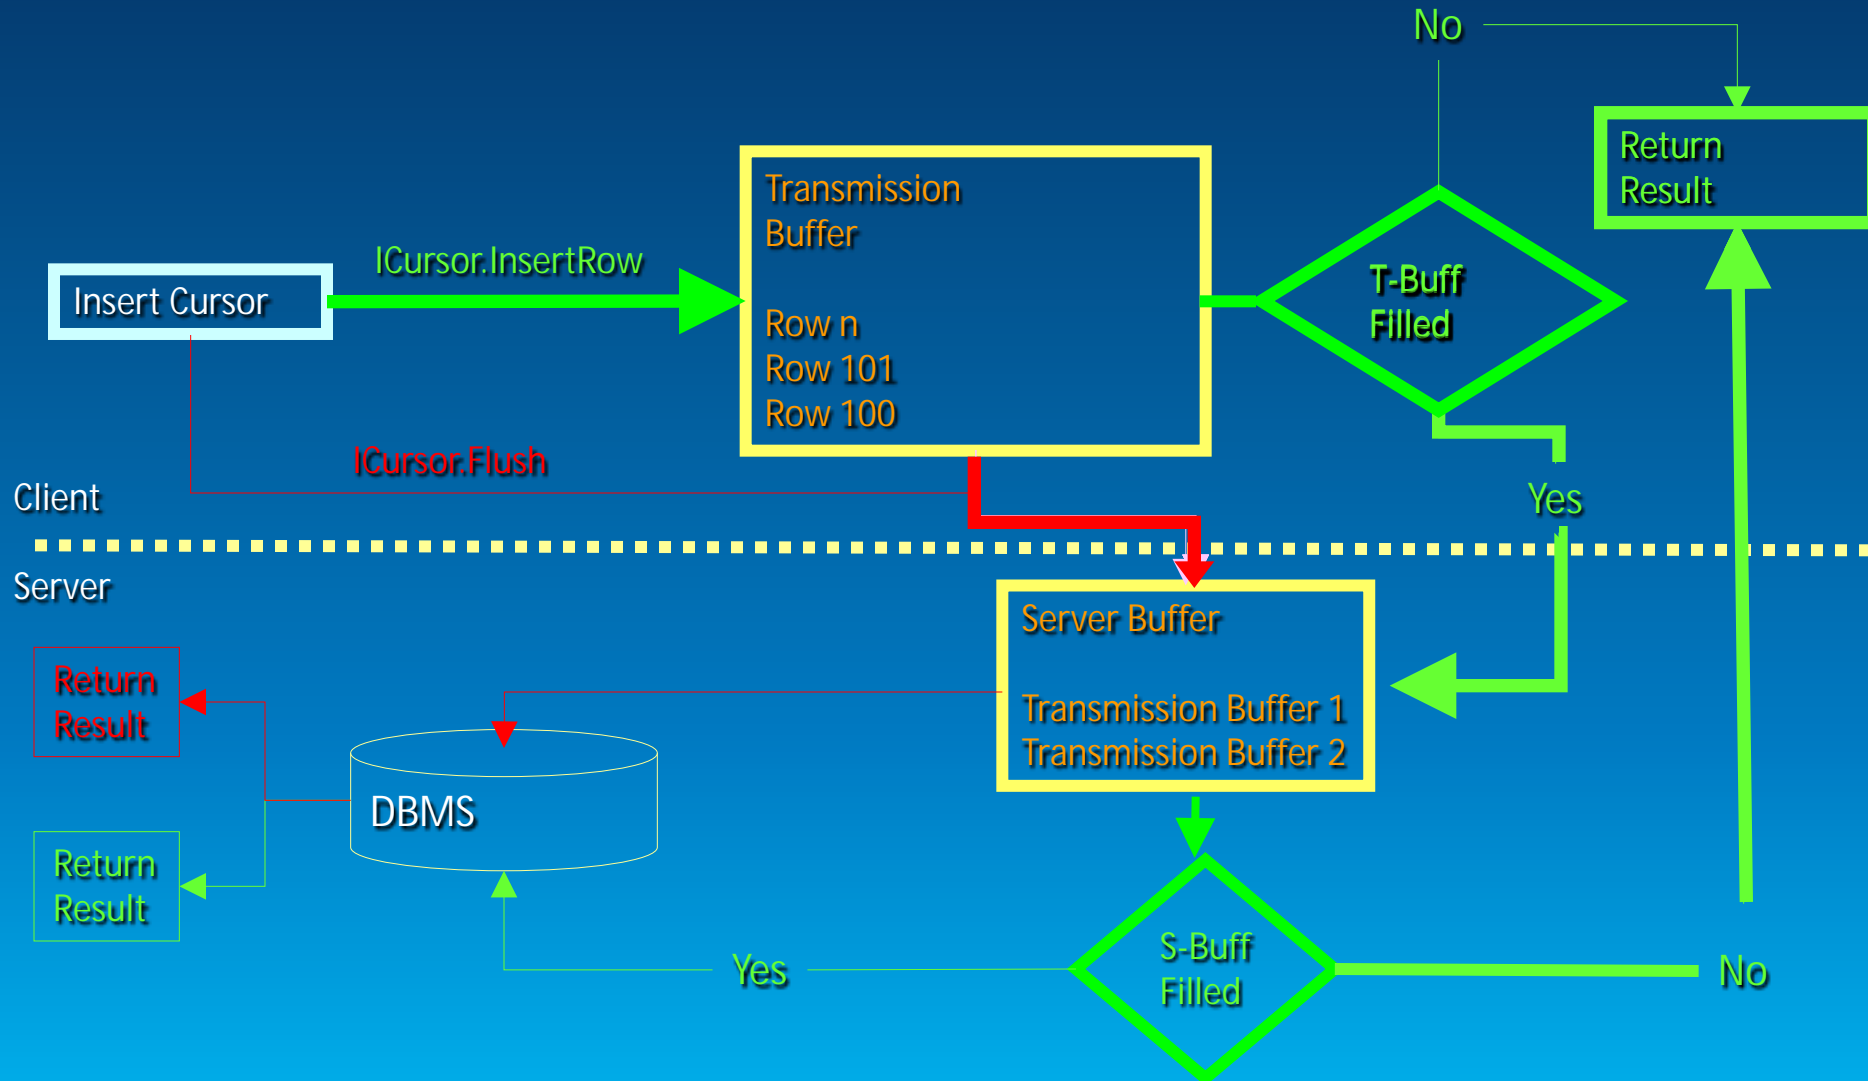 No
Return
Result
Transmission
Buffer
Row n
Row 101
Row 100
ICursor.InsertRow
Insert Cursor
T-Buff
Filled
ICursor.Flush
Client
Yes
Server
Server Buffer
Transmission Buffer 1
Transmission Buffer 2
Return
Result
DBMS
Return
Result
Yes
S-Buff
Filled
No